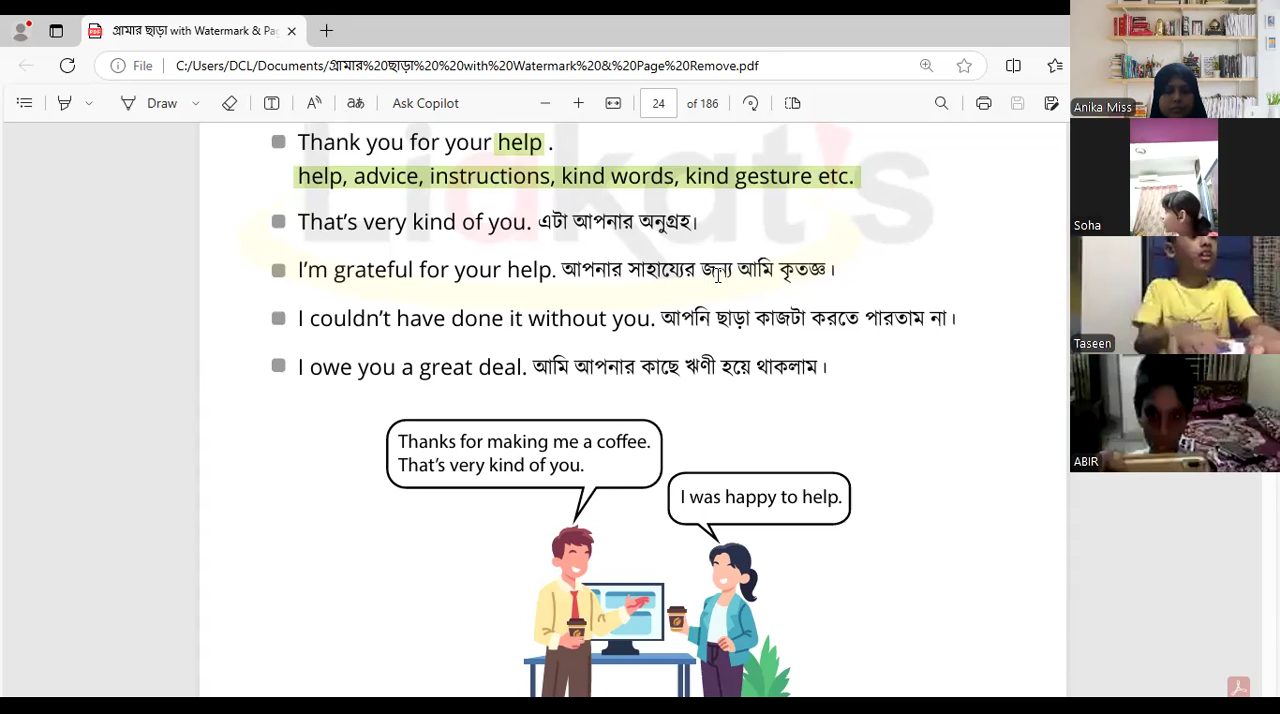 গ্রামার ছাড়া with Watermark & Pa
File C:/Users/DCL/Documents/গ্রামার%20ছাড়া%20%20with%20Watermark%20&%20Page%20Remove.pdf
Draw Ask Copilot 24 of 186
Liakat's
Thank you for your help .
help, advice, instructions, kind words, kind gesture etc.
That's very kind of you. এটা আপনার অনুগ্রহ।
I'm grateful for your help. আপনার সাহায্যের জন্য আমি কৃতজ্ঞ।
I couldn't have done it without you. আপনি ছাড়া কাজটা করতে পারতাম না।
I owe you a great deal. আমি আপনার কাছে ঋণী হয়ে থাকলাম।
Thanks for making me a coffee.
That's very kind of you.
I was happy to help.
Anika Miss
Soha
Taseen
ABIR